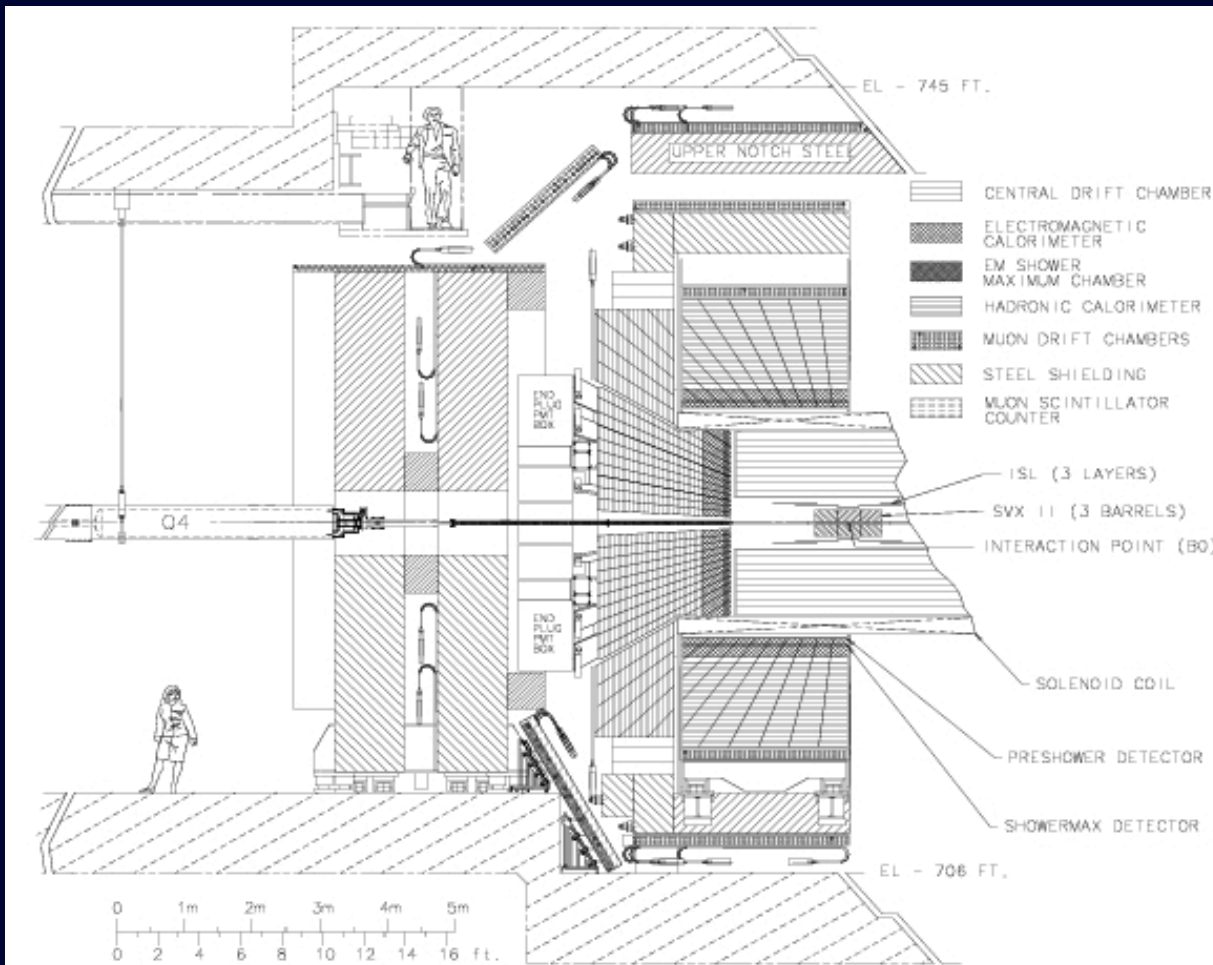 EL - 745 FT.
UPPER NOTCH STEEL
CENTRAL DRIFT CHAMBER
ELECTROMAGNETIC
CALORIMETER
EM SHOWER
MAXIMUM CHAMBER
HADRONIC CALORIMETER
MUON DRIFT CHAMBERS
STEEL SHIELDING
MUON SCINTILLATOR
COUNTER
END
PLUG
PMT
BOX
ISL (3 LAYERS)
SVX II (3 BARRELS)
Q4
INTERACTION POINT (B0)
END
PLUG
PMT
BOX
SOLENOID COIL
PRESHOWER DETECTOR
SHOWERMAX DETECTOR
EL - 706 FT.
0 1m 2m 3m 4m 5m
0 2 4 6 8 10 12 14 16 ft.